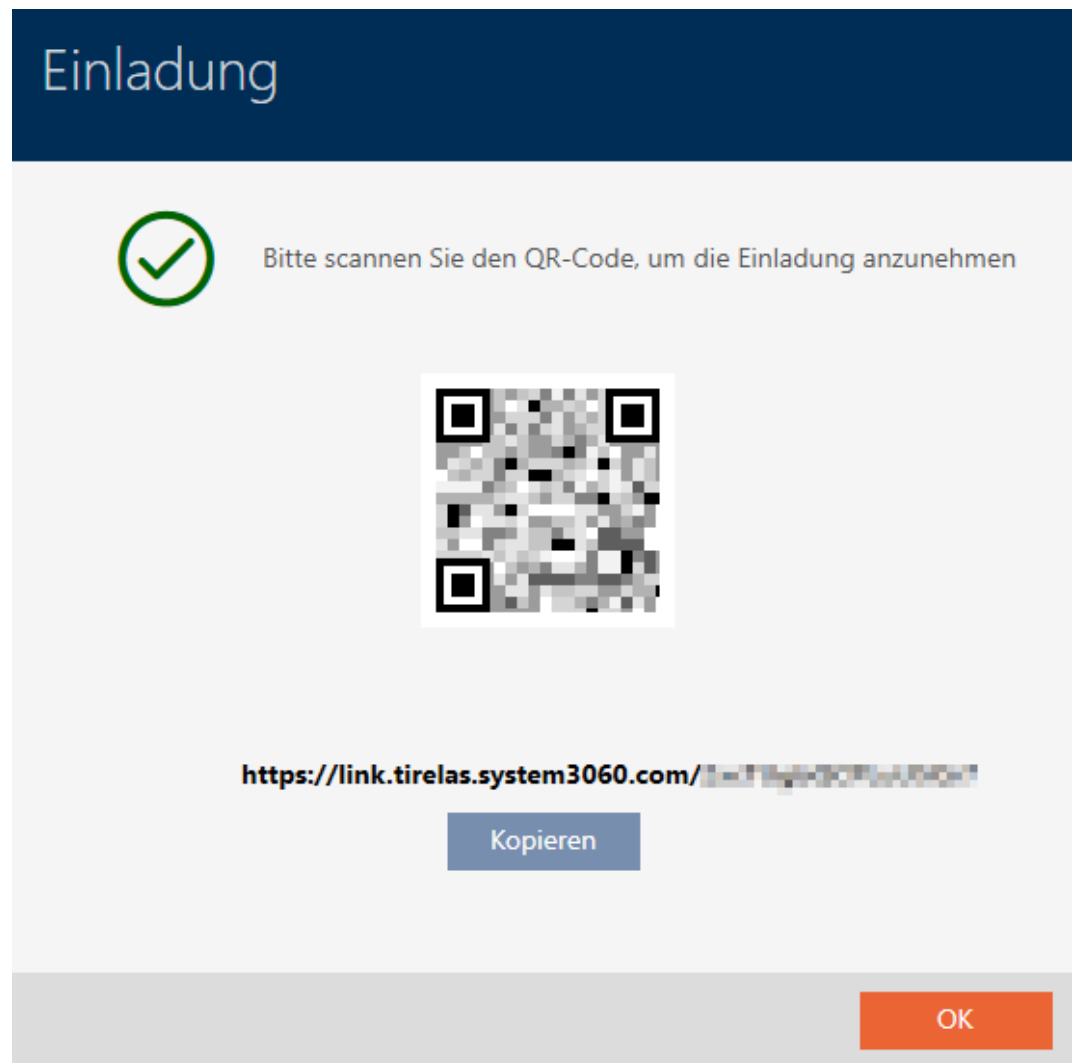 Einladung
Bitte scannen Sie den QR-Code, um die Einladung anzunehmen
https://link.tirelas.system3060.com/
Kopieren
OK